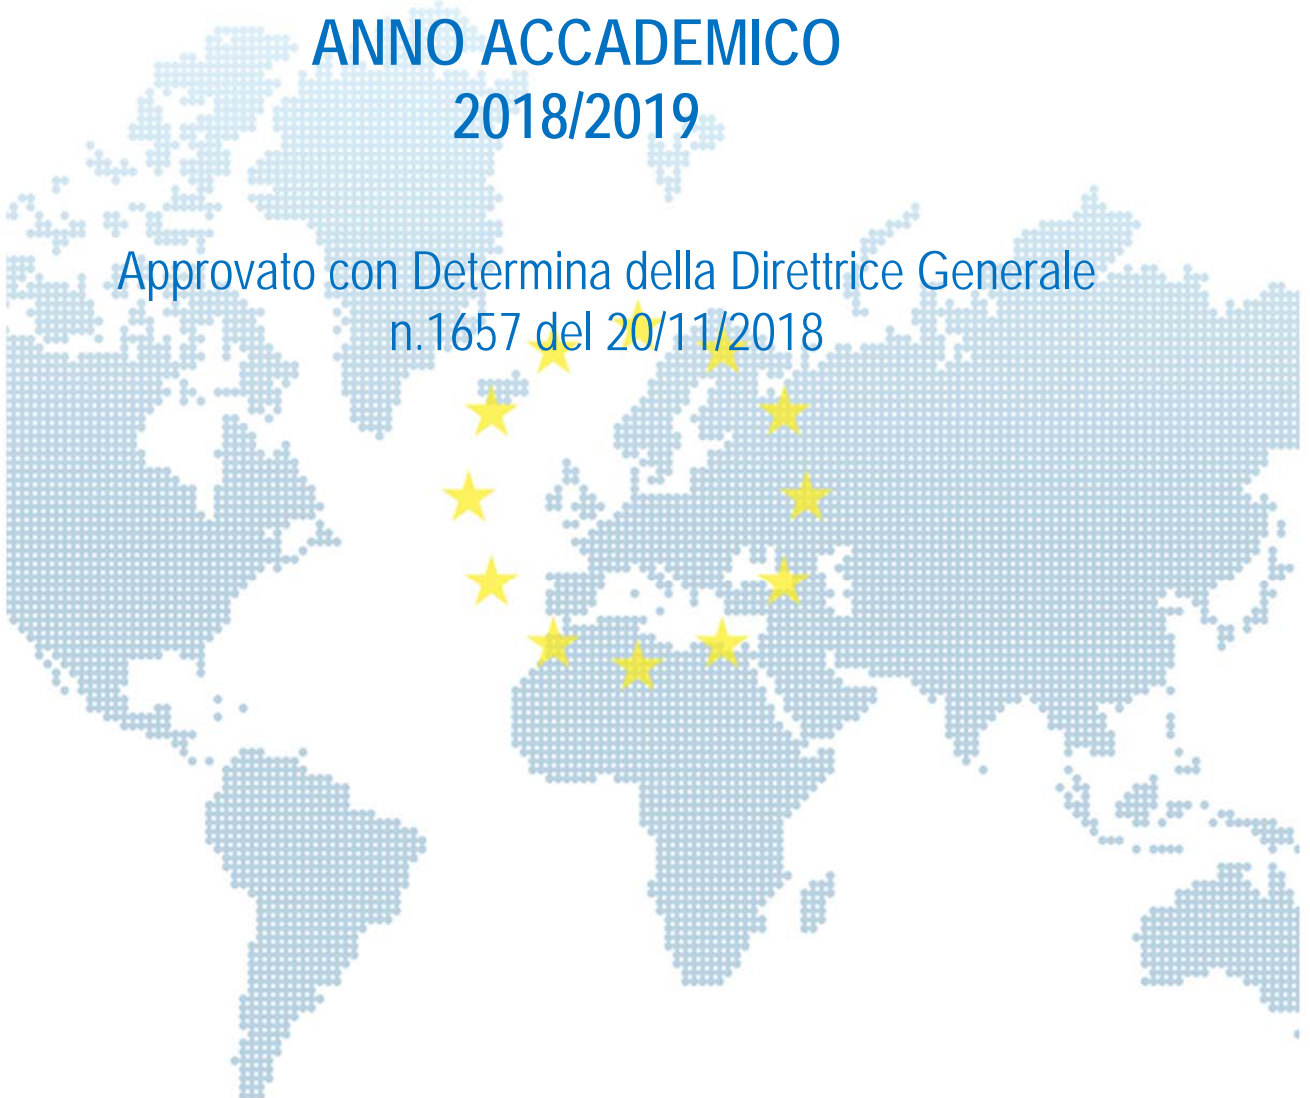 ANNO ACCADEMICO
2018/2019
Approvato con Determina della Direttrice Generale
n.1657 del 20/11/2018